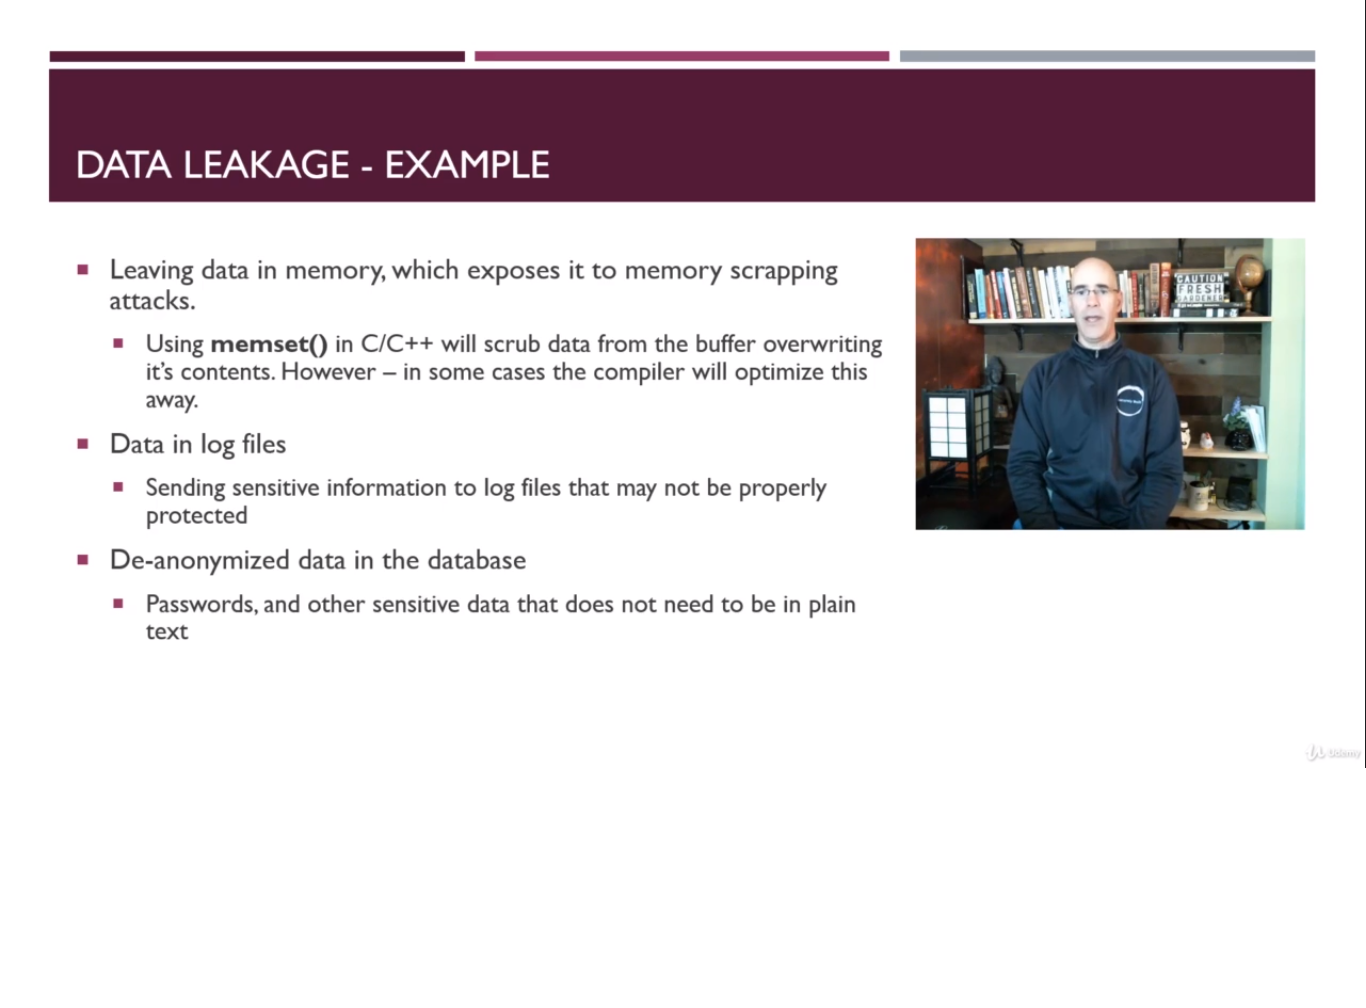 DATA LEAKAGE - EXAMPLE
Leaving data in memory, which exposes it to memory scrapping
attacks.
Using memset() in C/C++ will scrub data from the buffer overwriting
it's contents. However – in some cases the compiler will optimize this
away.
Data in log files
Sending sensitive information to log files that may not be properly
protected
De-anonymized data in the database
Passwords, and other sensitive data that does not need to be in plain
text
CAUTION
FRESH
GARDENER
Udemy